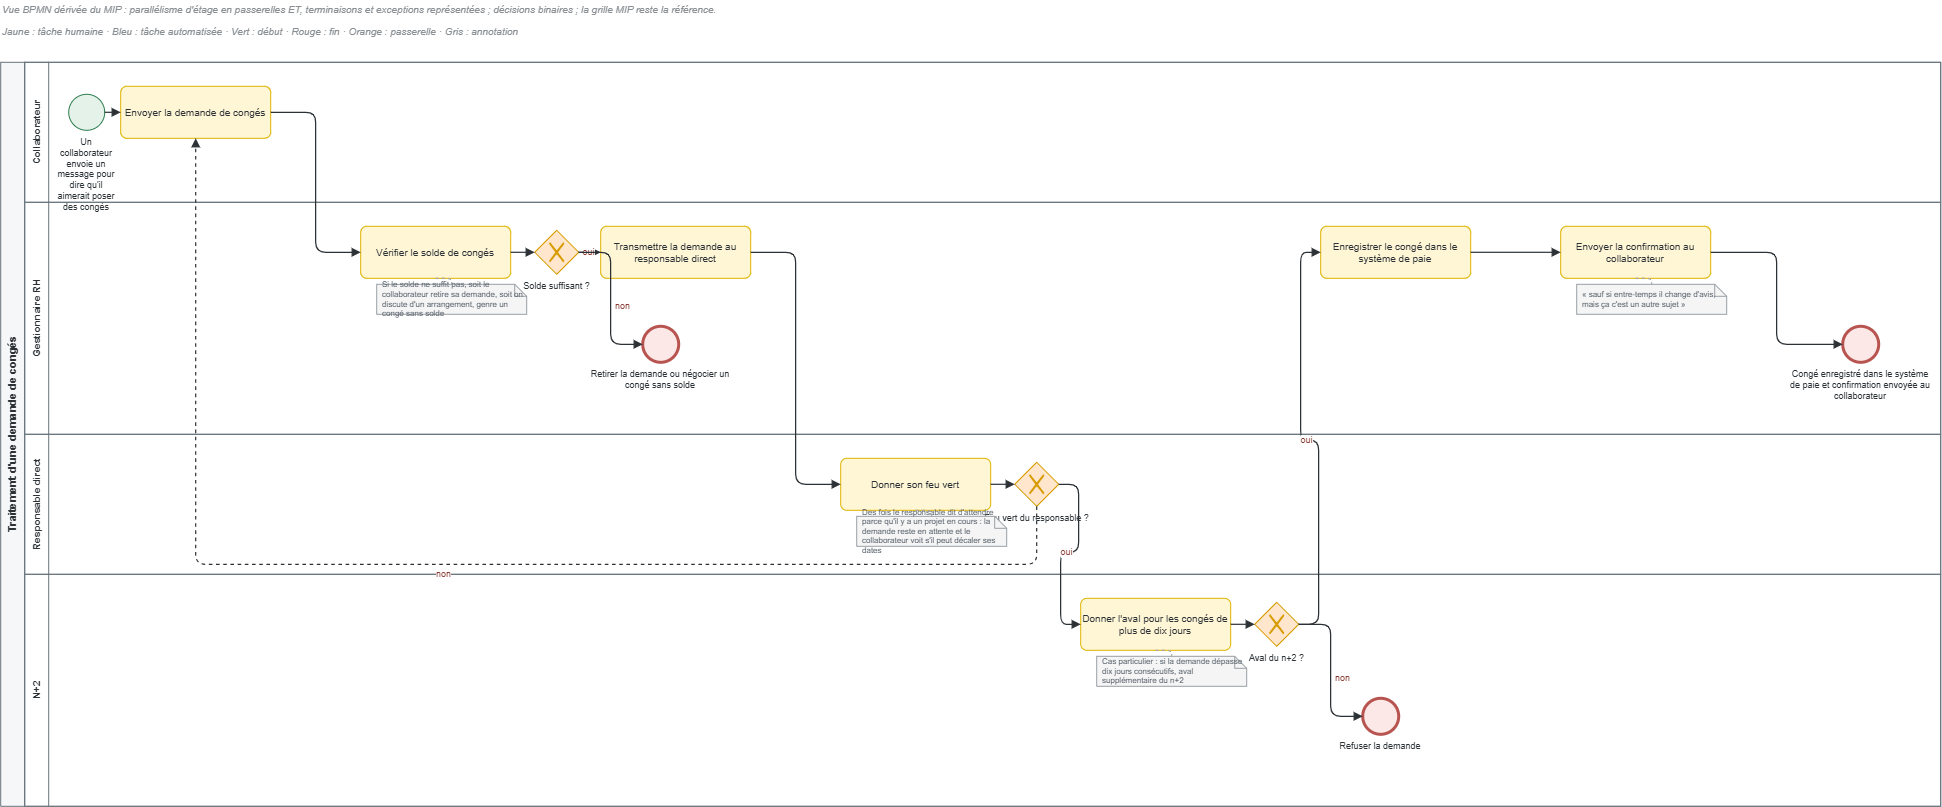 Vue BPMN dérivée du MIP : parallélisme d'étage en passerelles ET, terminaisons et exceptions représentées ; décisions binaires ; la grille MIP reste la référence.
Jaune : tâche humaine · Bleu : tâche automatisée · Vert : début · Rouge : fin · Orange : passerelle · Gris : annotation
Traitement d'une demande de congés
Collaborateur
Un
collaborateur
envoie un
message pour
dire qu'il
aimerait poser
des congés
Envoyer la demande de congés
Gestionnaire RH
Vérifier le solde de congés
Si le solde ne suffit pas, soit le
collaborateur retire sa demande, soit on
discute d'un arrangement, genre un
congé sans solde
Solde suffisant ?
oui
non
Transmettre la demande au
responsable direct
Retirer la demande ou négocier un
congé sans solde
Enregistrer le congé dans le
système de paie
Envoyer la confirmation au
collaborateur
« sauf si entre-temps il change d'avis,
mais ça c'est un autre sujet »
Congé enregistré dans le système
de paie et confirmation envoyée au
collaborateur
Responsable direct
Donner son feu vert
Des fois le responsable dit d'attendre
parce qu'il y a un projet en cours : la
demande reste en attente et le
collaborateur voit s'il peut décaler ses
dates
vert du responsable ?
oui
non
oui
N+2
Donner l'aval pour les congés de
plus de dix jours
Cas particulier : si la demande dépasse
dix jours consécutifs, aval
supplémentaire du n+2
Aval du n+2 ?
non
Refuser la demande